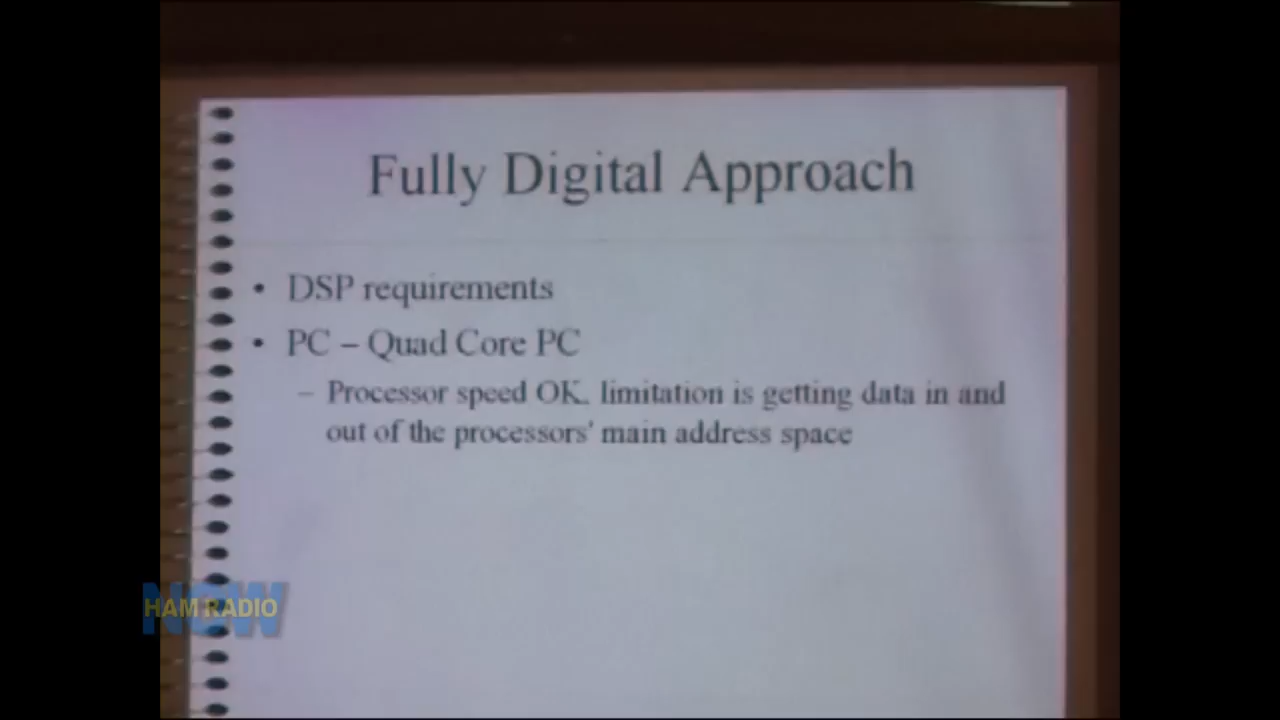 Fully Digital Approach
• DSP requirements
• PC – Quad Core PC
– Processor speed OK, limitation is getting data in and
out of the processors' main address space
HAM RADIO
NOW